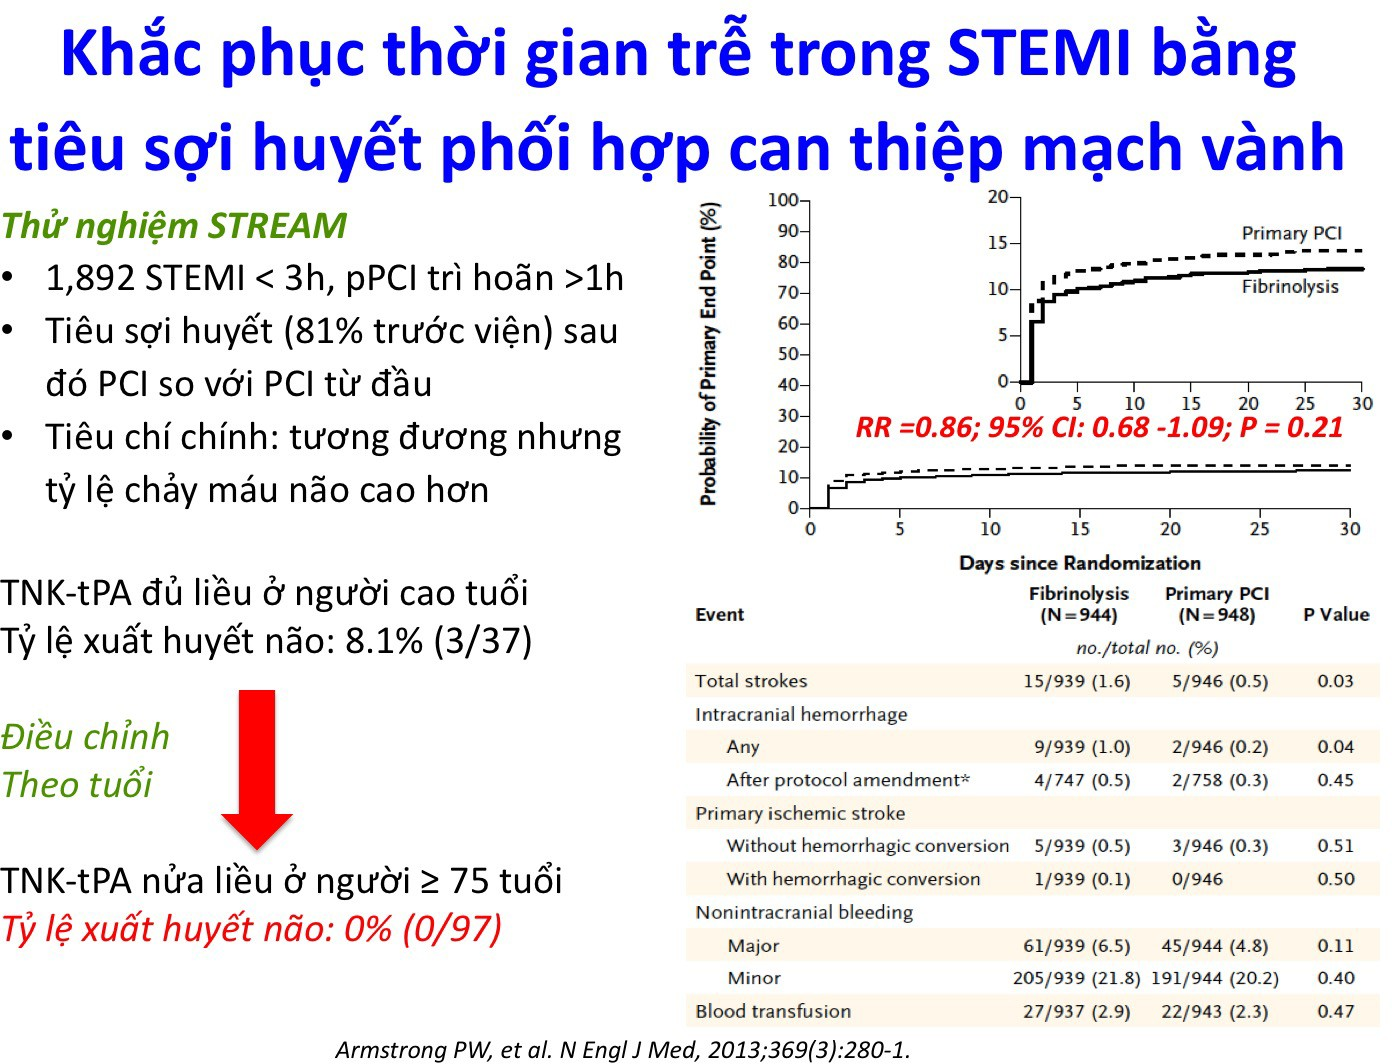 Khắc phục thời gian trễ trong STEMI bằng
tiêu sợi huyết phối hợp can thiệp mạch vành
Thử nghiệm STREAM
• 1,892 STEMI < 3h, pPCI trì hoãn >1h
• Tiêu sợi huyết (81% trước viện) sau
đó PCI so với PCI từ đầu
• Tiêu chí chính: tương đương nhưng
tỷ lệ chảy máu não cao hơn
TNK-tPA đủ liều ở người cao tuổi
Tỷ lệ xuất huyết não: 8.1% (3/37)
Điều chỉnh
Theo tuổi
TNK-tPA nửa liều ở người ≥ 75 tuổi
Tỷ lệ xuất huyết não: 0% (0/97)
Probability of Primary End Point (%)
100
90
80
70
60
50
40
30
20
10
0
0 5 10 15 20 25 30
Days since Randomization
20
15
10
5
0
0 5 10 15 20 25 30
Primary PCI
Fibrinolysis
RR =0.86; 95% CI: 0.68 -1.09; P = 0.21
Event Fibrinolysis (N=944) Primary PCI (N=948) P Value
no./total no. (%)
Total strokes 15/939 (1.6) 5/946 (0.5) 0.03
Intracranial hemorrhage
Any 9/939 (1.0) 2/946 (0.2) 0.04
After protocol amendment* 4/747 (0.5) 2/758 (0.3) 0.45
Primary ischemic stroke
Without hemorrhagic conversion 5/939 (0.5) 3/946 (0.3) 0.51
With hemorrhagic conversion 1/939 (0.1) 0/946 0.50
Nonintracranial bleeding
Major 61/939 (6.5) 45/944 (4.8) 0.11
Minor 205/939 (21.8) 191/944 (20.2) 0.40
Blood transfusion 27/937 (2.9) 22/943 (2.3) 0.47
Armstrong PW, et al. N Engl J Med, 2013;369(3):280-1.